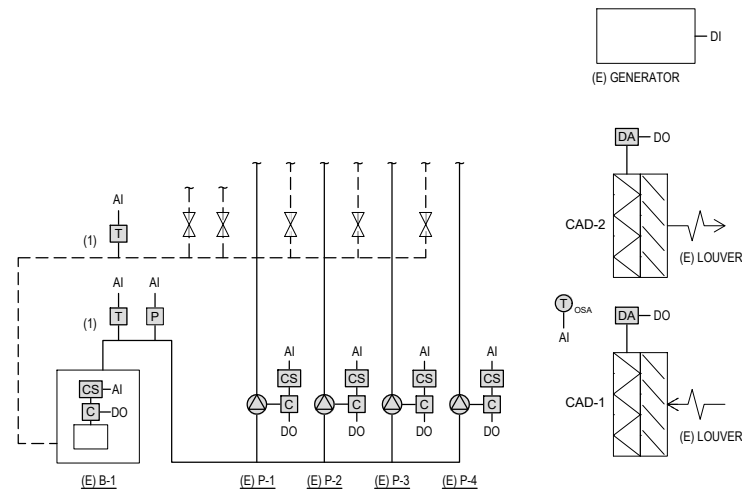 DI
(E) GENERATOR
DA
DO
CAD-2
(E) LOUVER
AI
(1)
T
AI
AI
(1)
T
P
T
OSA
AI
DA
DO
CAD-1
(E) LOUVER
AI
AI
AI
AI
CS
CS
CS
CS
C
C
C
C
DO
DO
DO
DO
CS
AI
C
DO
(E) B-1
(E) P-1
(E) P-2
(E) P-3
(E) P-4